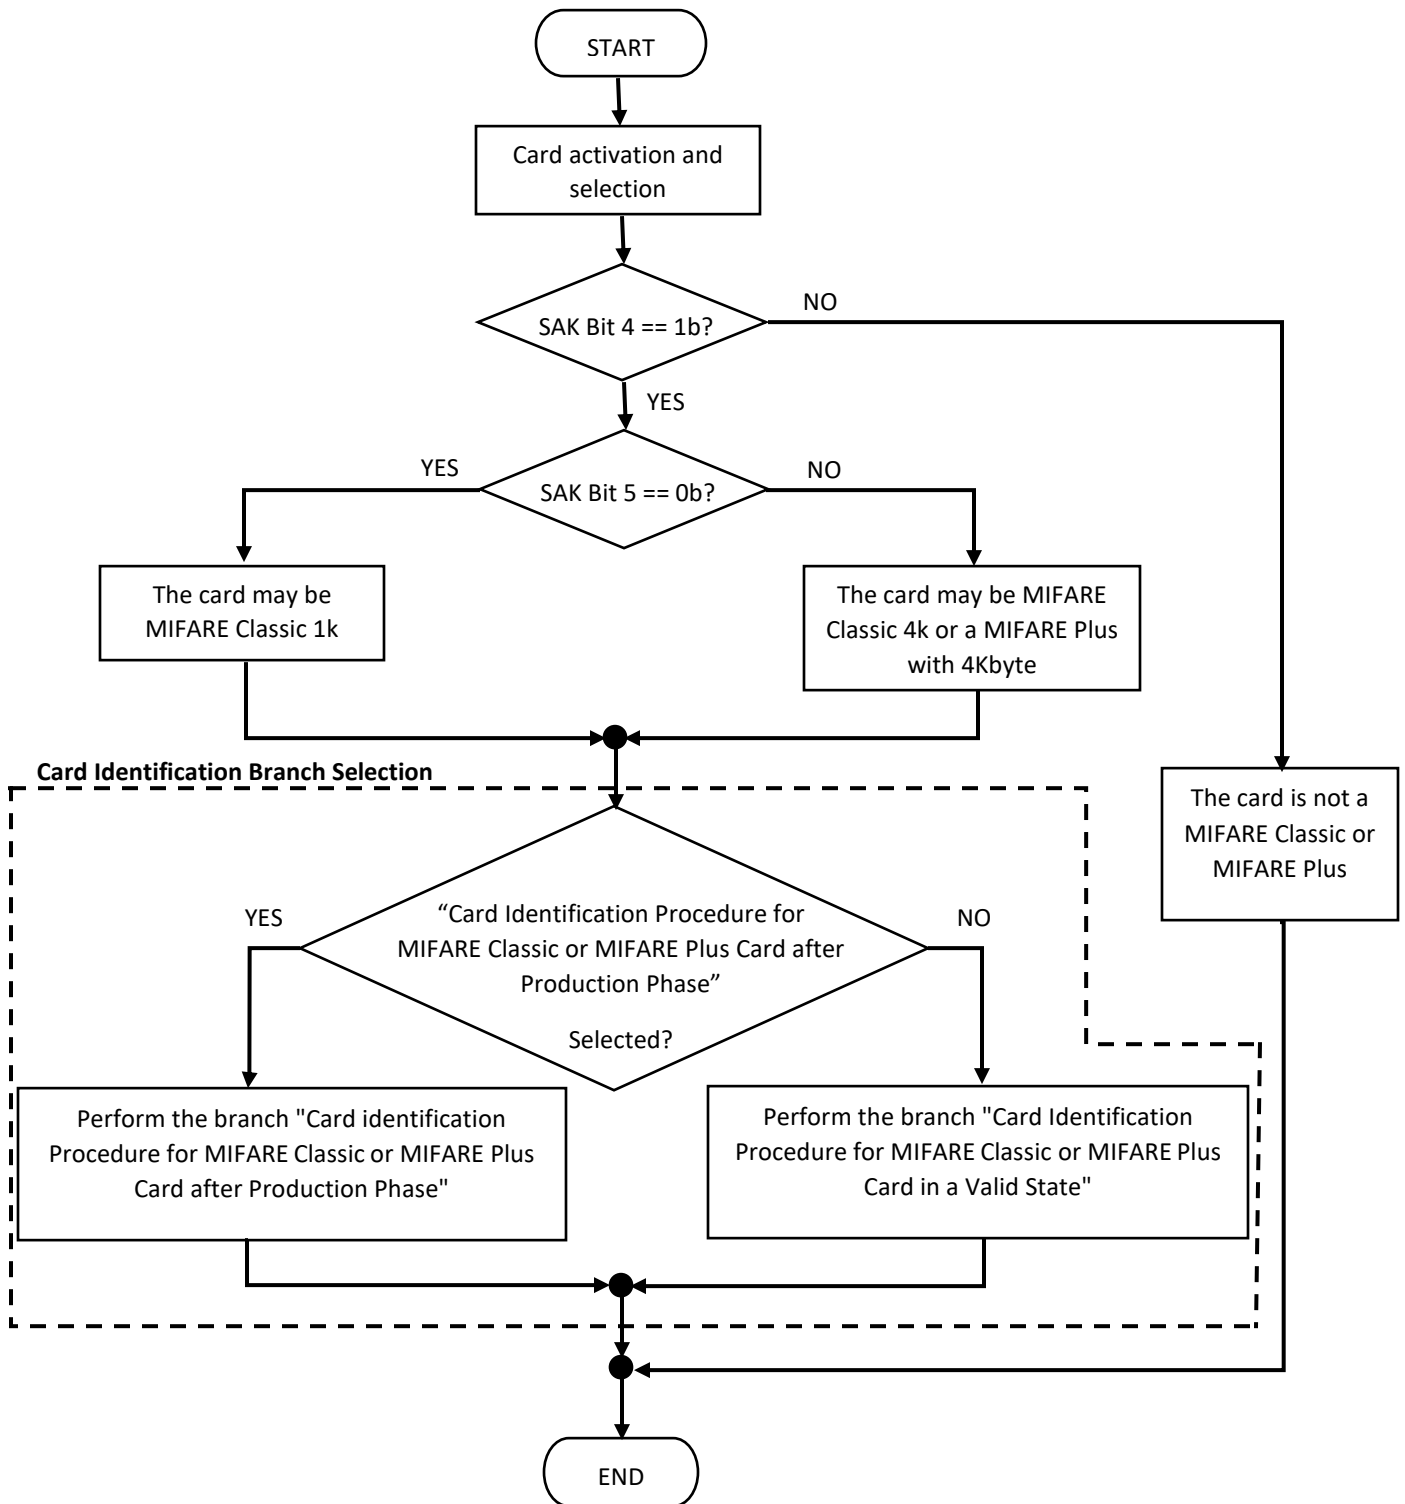 START
Card activation and
selection
NO
SAK Bit 4 == 1b?
YES
YES
NO
SAK Bit 5 == 0b?
The card may be
MIFARE Classic 1k
The card may be MIFARE
Classic 4k or a MIFARE Plus
with 4Kbyte
Card Identification Branch Selection
The card is not a
MIFARE Classic or
MIFARE Plus
YES
“Card Identification Procedure for
MIFARE Classic or MIFARE Plus Card after
Production Phase”
Selected?
NO
Perform the branch "Card identification
Procedure for MIFARE Classic or MIFARE Plus
Card after Production Phase"
Perform the branch "Card Identification
Procedure for MIFARE Classic or MIFARE Plus
Card in a Valid State"
END